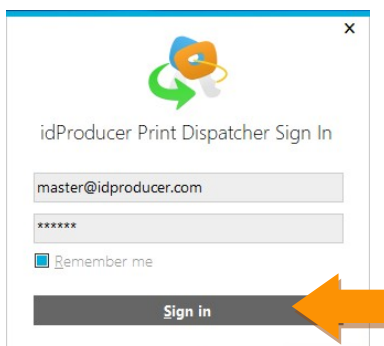 x
idProducer Print Dispatcher Sign In
master@idproducer.com
******
Remember me
Sign in